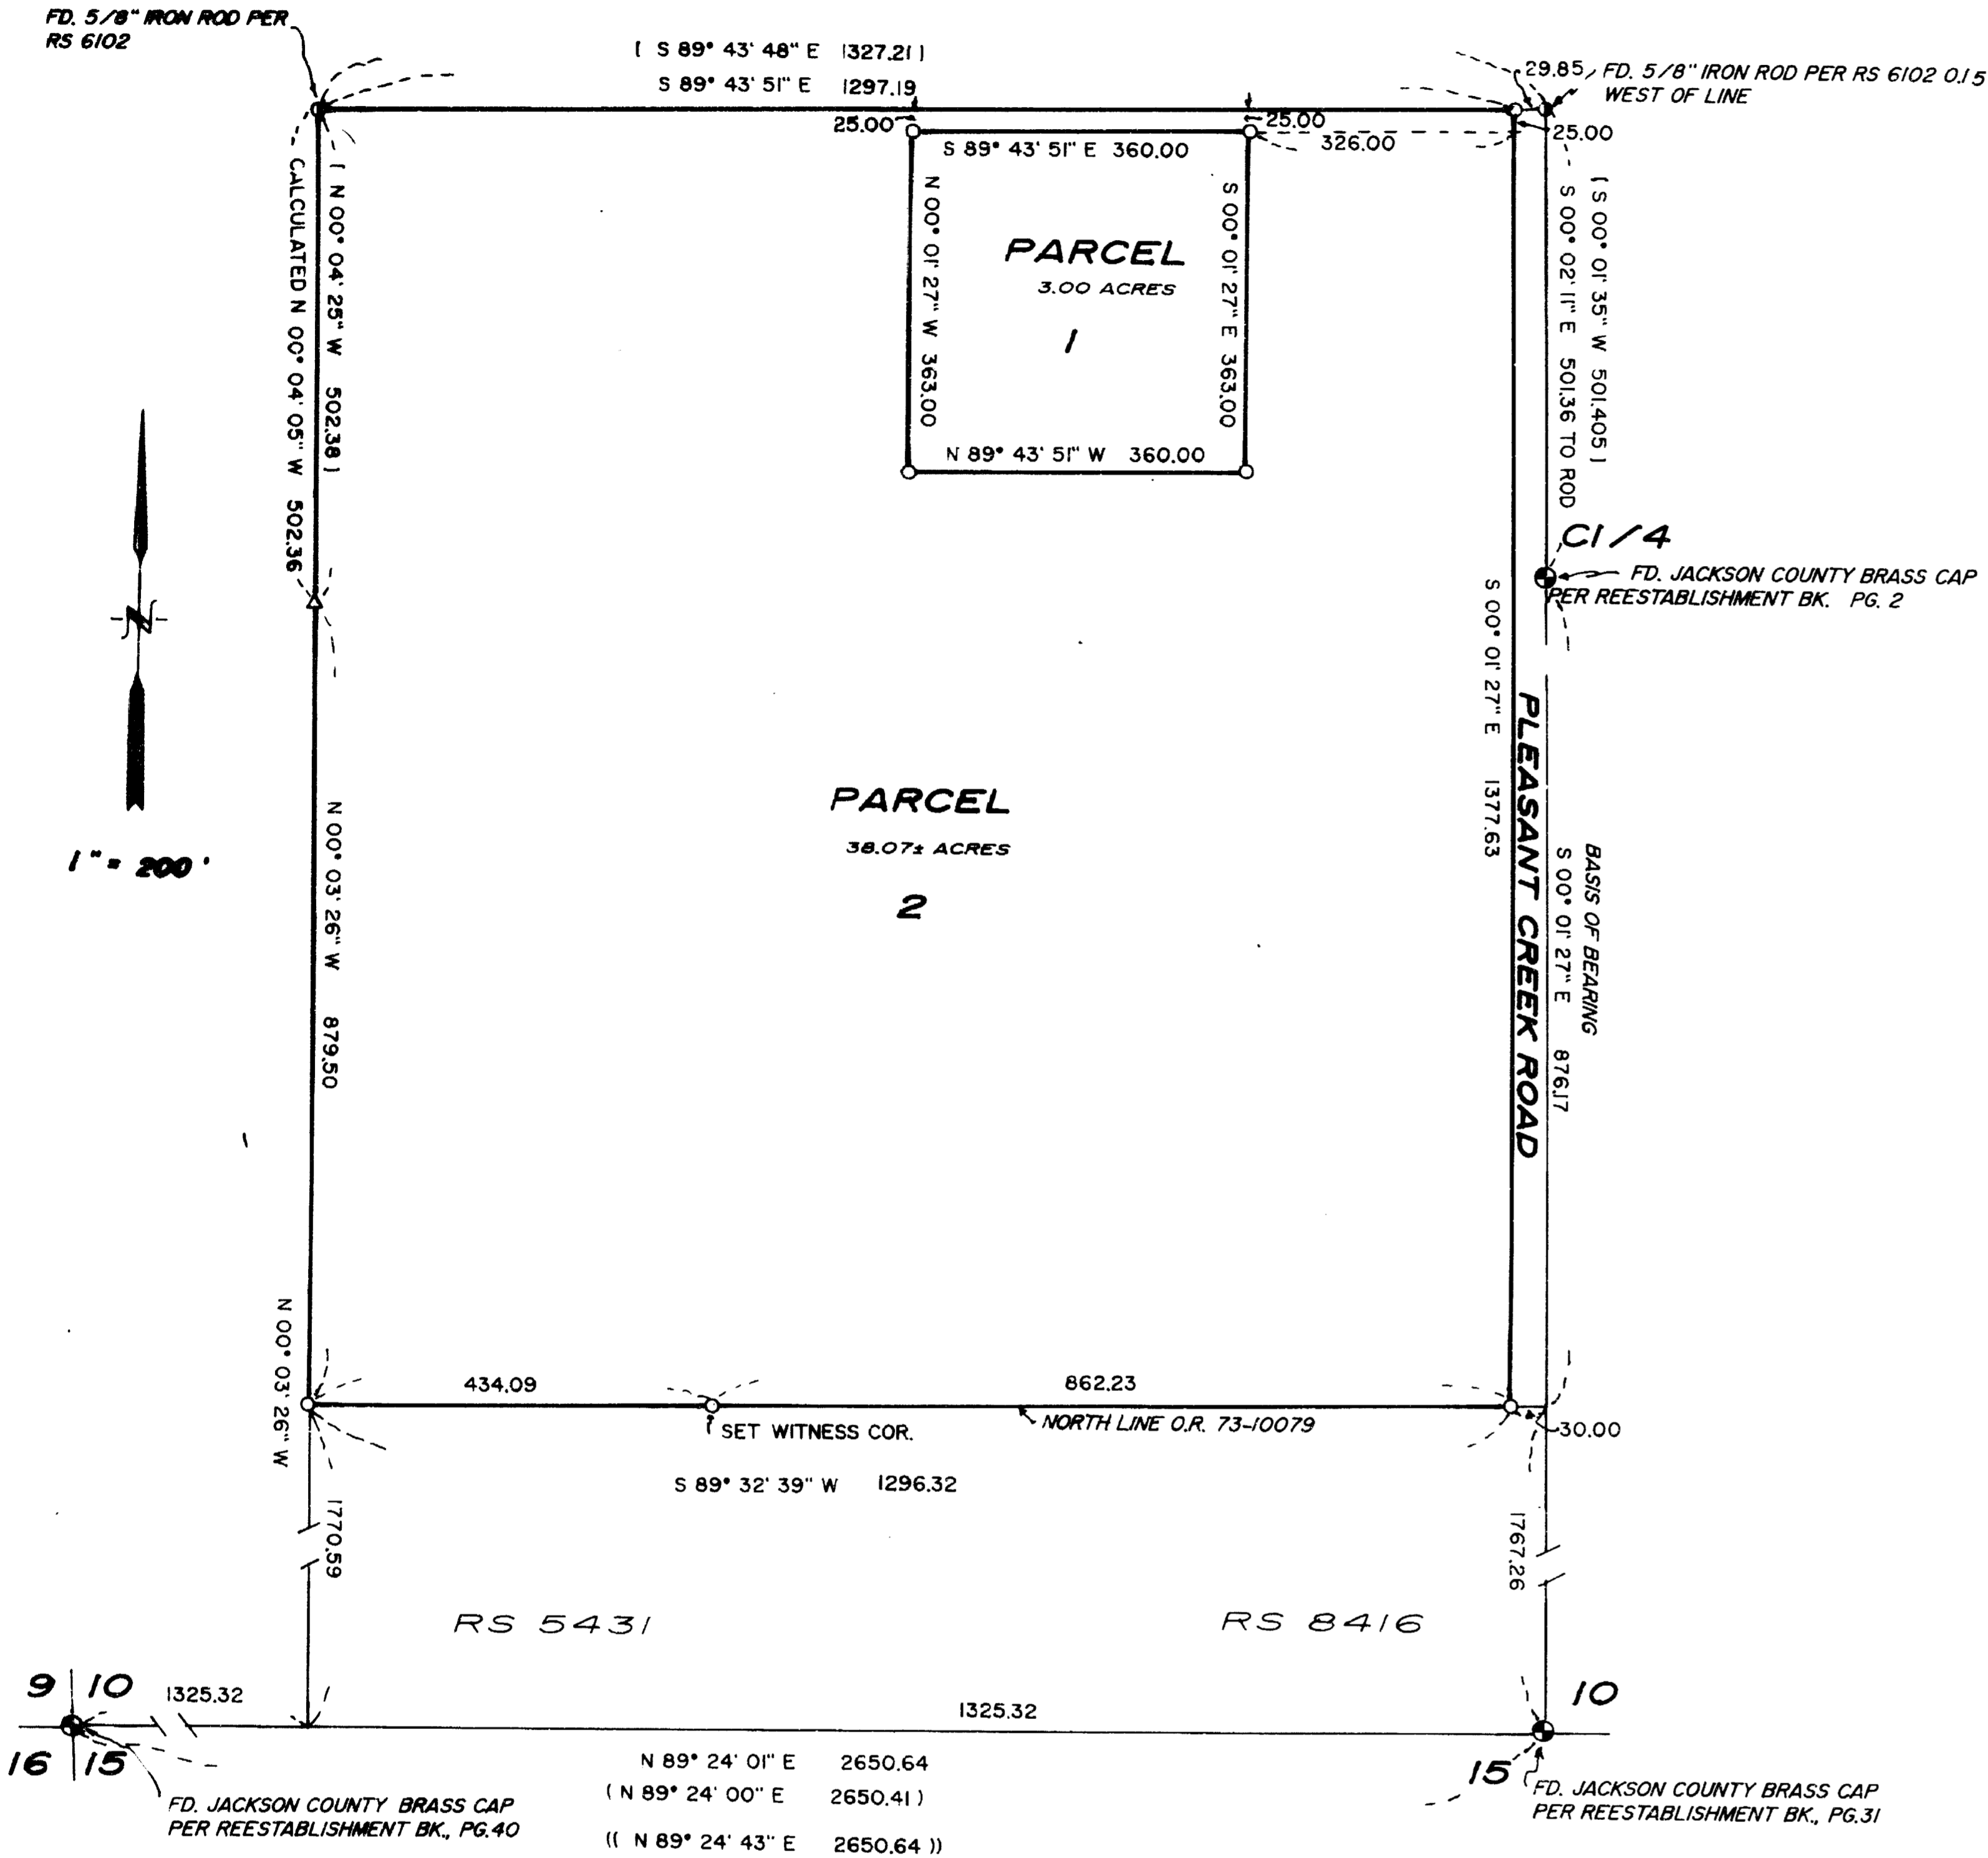 FD. 5/8" IRON ROD PER
RS 6102
( S 89° 43' 48" E 1327.21 )
S 89° 43' 51" E 1297.19
29.85
FD. 5/8" IRON ROD PER RS 6102 0.15
WEST OF LINE
25.00
25.00
25.00
326.00
S 89° 43' 51" E 360.00
N 00° 01' 27" W 363.00
S 00° 01' 27" E 363.00
PARCEL
3.00 ACRES
1
N 89° 43' 51" W 360.00
( N 00° 04' 25" W 502.38 )
CALCULATED N 00° 04' 05" W 502.36
( S 00° 01' 35" W 501.405 )
S 00° 02' 11" E 501.36 TO ROD
C1/4
FD. JACKSON COUNTY BRASS CAP
PER REESTABLISHMENT BK. PG. 2
N
1" = 200'
S 00° 01' 27" E 1377.63
PLEASANT CREEK ROAD
BASIS OF BEARING
S 00° 01' 27" E 876.17
PARCEL
38.07± ACRES
2
N 00° 03' 26" W 879.50
N 00° 03' 26" W
1770.59
434.09
862.23
SET WITNESS COR.
NORTH LINE O.R. 73-10079
30.00
S 89° 32' 39" W 1296.32
1767.26
RS 5431
RS 8416
9 10
16 15
1325.32
1325.32
10
15
N 89° 24' 01" E 2650.64
( N 89° 24' 00" E 2650.41 )
(( N 89° 24' 43" E 2650.64 ))
FD. JACKSON COUNTY BRASS CAP
PER REESTABLISHMENT BK., PG.40
FD. JACKSON COUNTY BRASS CAP
PER REESTABLISHMENT BK., PG.31